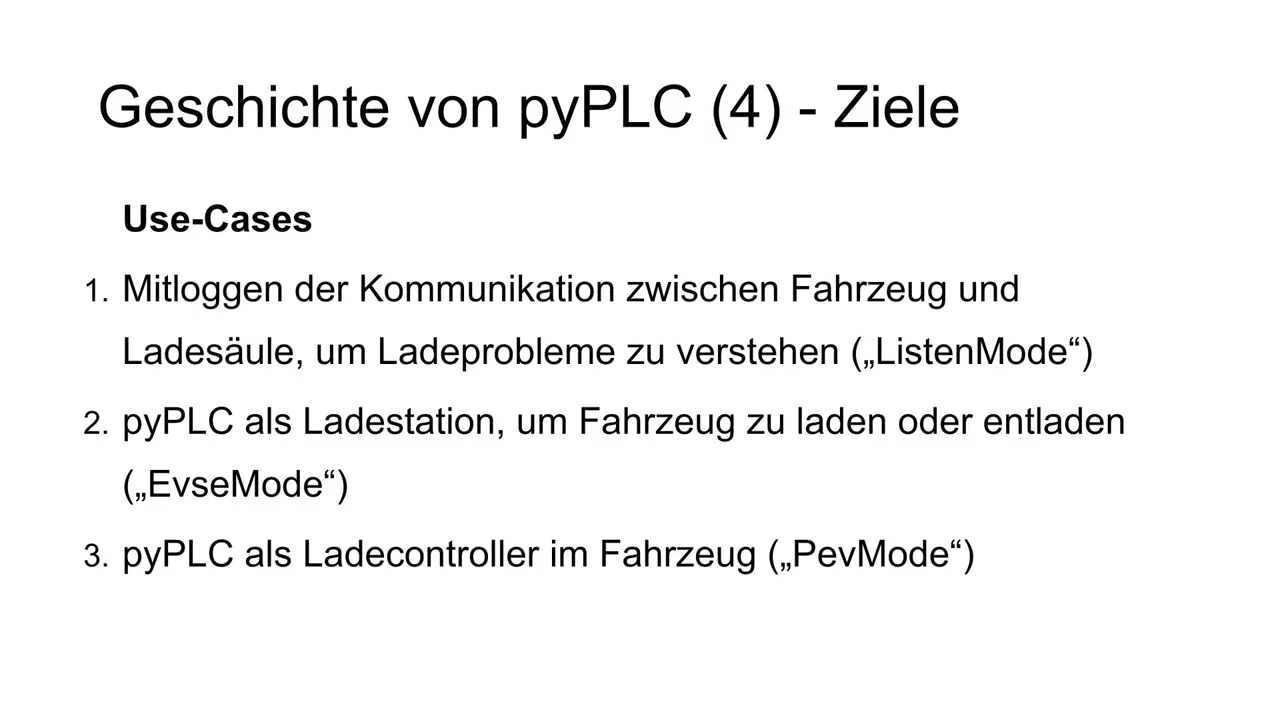 Geschichte von pyPLC (4) - Ziele
Use-Cases
1. Mitloggen der Kommunikation zwischen Fahrzeug und
Ladesäule, um Ladeprobleme zu verstehen („ListenMode“)
2. pyPLC als Ladestation, um Fahrzeug zu laden oder entladen
(„EvseMode“)
3. pyPLC als Ladecontroller im Fahrzeug („PevMode“)